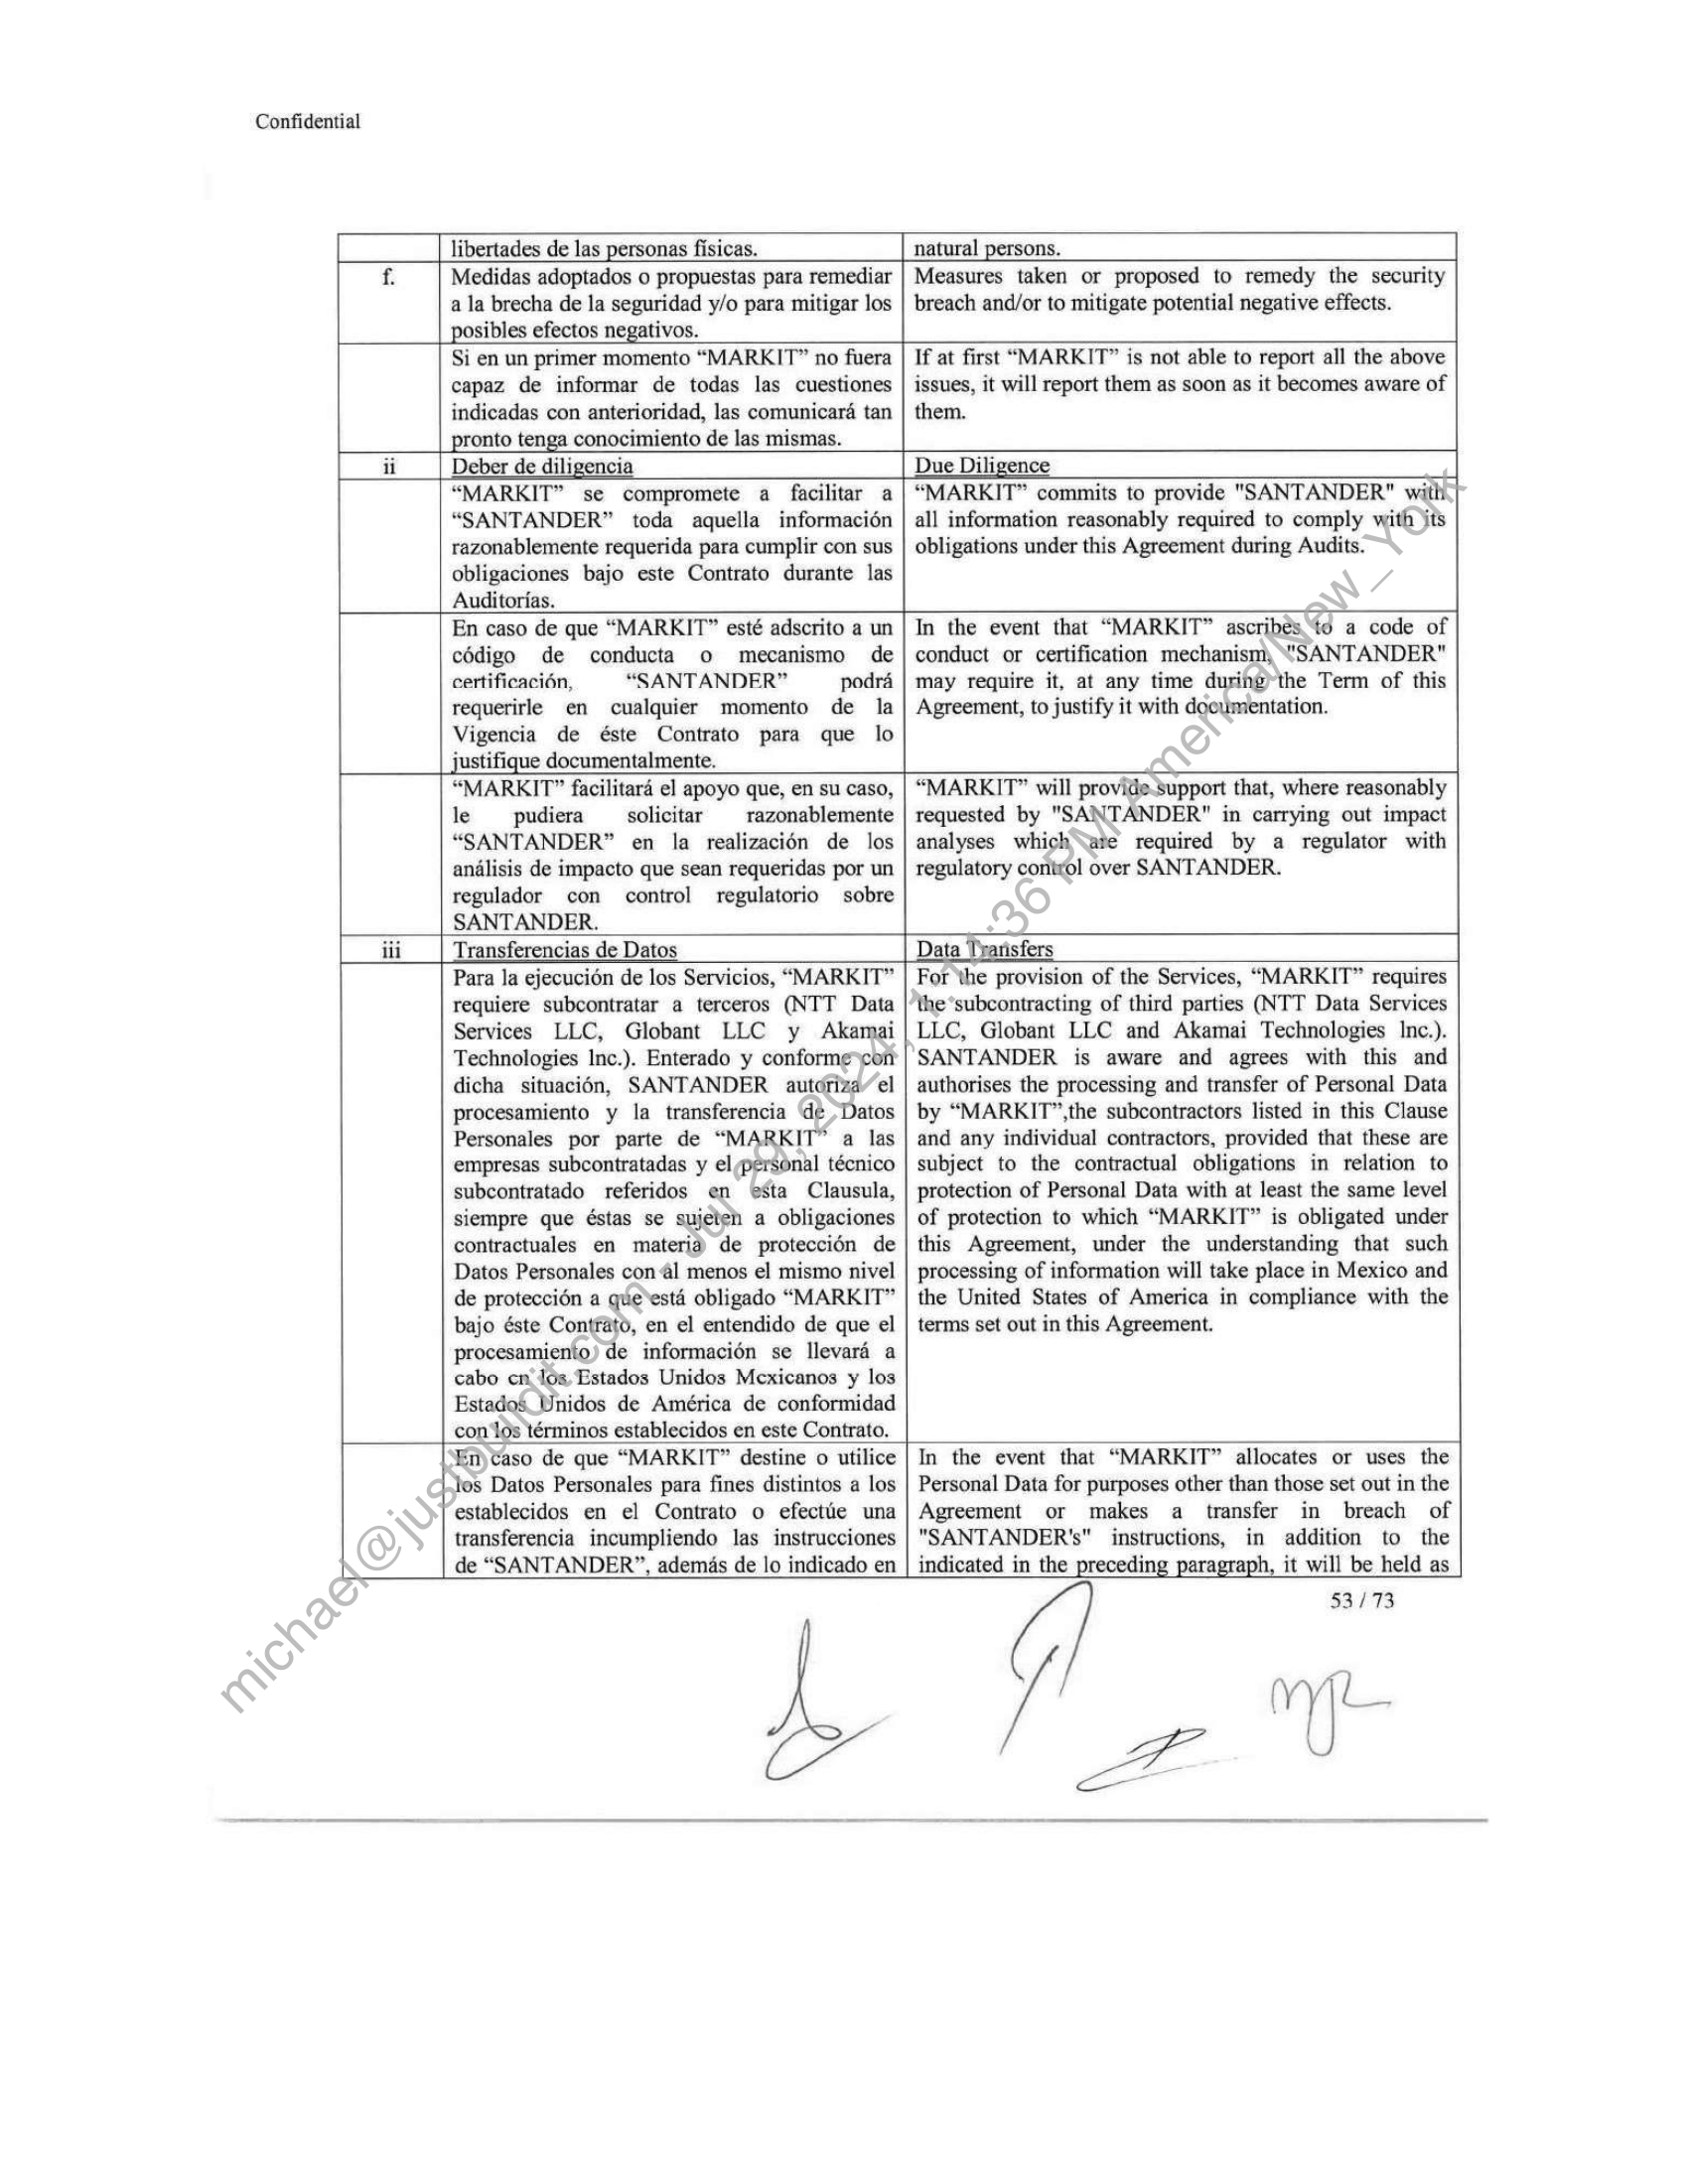 Confidential
libertades de las personas físicas.
natural persons.
f.
Medidas adoptados o propuestas para remediar
a la brecha de la seguridad y/o para mitigar los
posibles efectos negativos.
Measures taken or proposed to remedy the security
breach and/or to mitigate potential negative effects.
Si en un primer momento “MARKIT” no fuera
capaz de informar de todas las cuestiones
indicadas con anterioridad, las comunicará tan
pronto tenga conocimiento de las mismas.
If at first “MARKIT” is not able to report all the above
issues, it will report them as soon as it becomes aware of
them.
ii
Deber de diligencia
Due Diligence
“MARKIT” se compromete a facilitar a
“SANTANDER” toda aquella información
razonablemente requerida para cumplir con sus
obligaciones bajo este Contrato durante las
Auditorías.
“MARKIT” commits to provide "SANTANDER" with
all information reasonably required to comply with its
obligations under this Agreement during Audits.
En caso de que “MARKIT” esté adscrito a un
código de conducta o mecanismo de
certificación, “SANTANDER” podrá
requerirle en cualquier momento de la
Vigencia de éste Contrato para que lo
justifique documentalmente.
In the event that “MARKIT” ascribes to a code of
conduct or certification mechanism, "SANTANDER"
may require it, at any time during the Term of this
Agreement, to justify it with documentation.
“MARKIT” facilitará el apoyo que, en su caso,
le pudiera solicitar razonablemente
“SANTANDER” en la realización de los
análisis de impacto que sean requeridas por un
regulador con control regulatorio sobre
SANTANDER.
“MARKIT” will provide support that, where reasonably
requested by "SANTANDER" in carrying out impact
analyses which are required by a regulator with
regulatory control over SANTANDER.
iii
Transferencias de Datos
Data Transfers
Para la ejecución de los Servicios, “MARKIT”
requiere subcontratar a terceros (NTT Data
Services LLC, Globant LLC y Akamai
Technologies Inc.). Enterado y conforme con
dicha situación, SANTANDER autoriza el
procesamiento y la transferencia de Datos
Personales por parte de “MARKIT” a las
empresas subcontratadas y el personal técnico
subcontratado referidos en esta Clausula,
siempre que éstas se sujeten a obligaciones
contractuales en materia de protección de
Datos Personales con al menos el mismo nivel
de protección a que está obligado “MARKIT”
bajo éste Contrato, en el entendido de que el
procesamiento de información se llevará a
cabo en los Estados Unidos Mexicanos y los
Estados Unidos de América de conformidad
con los términos establecidos en este Contrato.
For the provision of the Services, “MARKIT” requires
the subcontracting of third parties (NTT Data Services
LLC, Globant LLC and Akamai Technologies Inc.).
SANTANDER is aware and agrees with this and
authorises the processing and transfer of Personal Data
by “MARKIT”,the subcontractors listed in this Clause
and any individual contractors, provided that these are
subject to the contractual obligations in relation to
protection of Personal Data with at least the same level
of protection to which “MARKIT” is obligated under
this Agreement, under the understanding that such
processing of information will take place in Mexico and
the United States of America in compliance with the
terms set out in this Agreement.
En caso de que “MARKIT” destine o utilice
los Datos Personales para fines distintos a los
establecidos en el Contrato o efectúe una
transferencia incumpliendo las instrucciones
de “SANTANDER”, además de lo indicado en
In the event that “MARKIT” allocates or uses the
Personal Data for purposes other than those set out in the
Agreement or makes a transfer in breach of
"SANTANDER's" instructions, in addition to the
indicated in the preceding paragraph, it will be held as
53 / 73
michael@justbuildit.com - Jul 29, 2024, 1:14:36 PM America/New_York